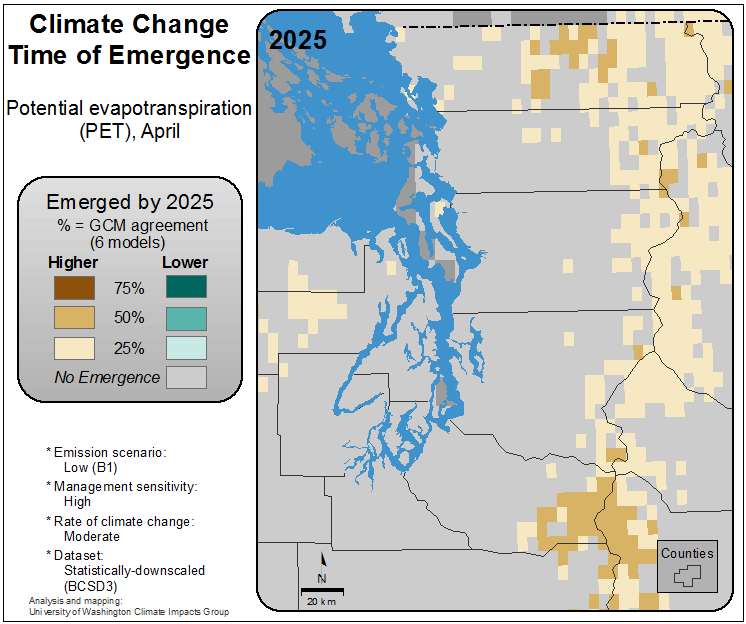 Climate Change
Time of Emergence
Potential evapotranspiration
(PET), April
Emerged by 2025
% = GCM agreement
(6 models)
Higher Lower
75%
50%
25%
No Emergence
* Emission scenario:
Low (B1)
* Management sensitivity:
High
* Rate of climate change:
Moderate
* Dataset:
Statistically-downscaled
(BCSD3)
Analysis and mapping:
University of Washington Climate Impacts Group
2025
N
20 km
Counties